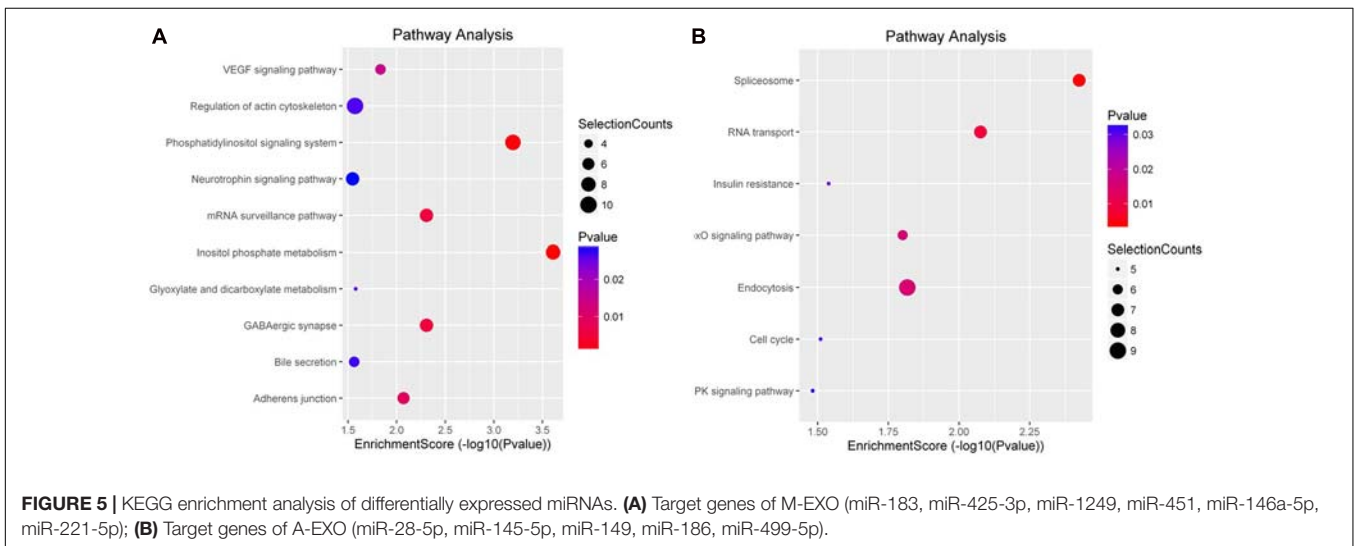 A
Pathway Analysis
VEGF signaling pathway
Regulation of actin cytoskeleton
Phosphatidylinositol signaling system
Neurotrophin signaling pathway
mRNA surveillance pathway
Inositol phosphate metabolism
Glyoxylate and dicarboxylate metabolism
GABAergic synapse
Bile secretion
Adherens junction
1.5 2.0 2.5 3.0 3.5
EnrichmentScore (-log10(Pvalue))
SelectionCounts
4
6
8
10
Pvalue
0.02
0.01
B
Pathway Analysis
Spliceosome
RNA transport
Insulin resistance
xO signaling pathway
Endocytosis
Cell cycle
PK signaling pathway
1.50 1.75 2.00 2.25
EnrichmentScore (-log10(Pvalue))
Pvalue
0.03
0.02
0.01
SelectionCounts
5
6
7
8
9
FIGURE 5 | KEGG enrichment analysis of differentially expressed miRNAs. (A) Target genes of M-EXO (miR-183, miR-425-3p, miR-1249, miR-451, miR-146a-5p,
miR-221-5p); (B) Target genes of A-EXO (miR-28-5p, miR-145-5p, miR-149, miR-186, miR-499-5p).